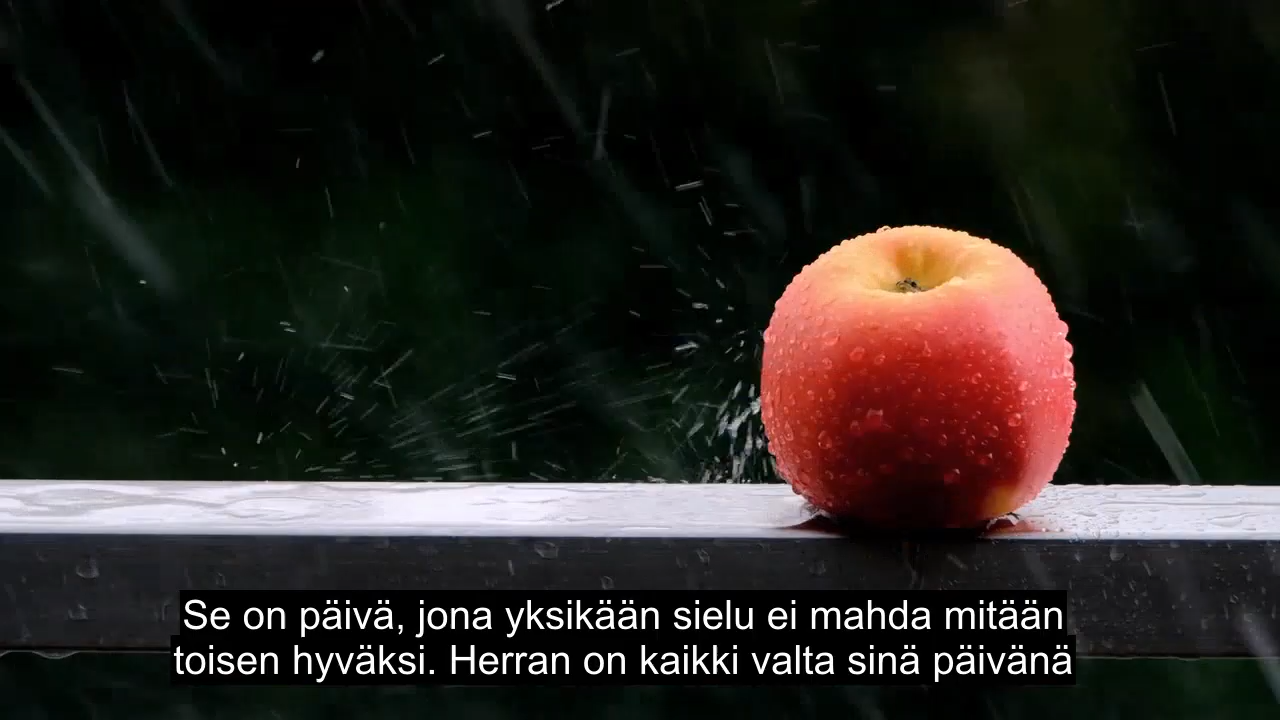 Se on päivä, jona yksikään sielu ei mahda mitään
toisen hyväksi. Herran on kaikki valta sinä päivänä